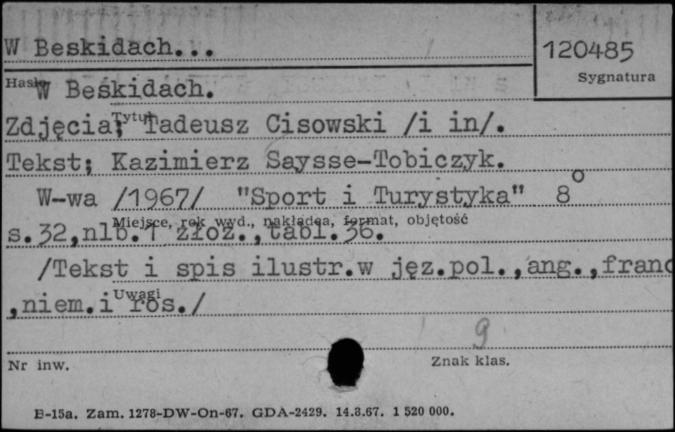 W Beskidach...
120485
Sygnatura
Hasło
W Beskidach.
Tytuł
Zdjęcia; Tadeusz Cisowski /i in/.
Tekst; Kazimierz Saysse-Tobiczyk.
W-wa /1967/ "Sport i Turystyka" 8°
Miejsce, rok wyd., nakładca, format, objętość
s.32,nlb.1 złoż.,tabl.36.
/Tekst i spis ilustr.w jęz.pol.,ang.,franc
Uwagi
,niem.i ros./
9
Nr inw.
Znak klas.
B-15a. Zam. 1278-DW-On-67. GDA-2429. 14.8.67. 1 520 000.